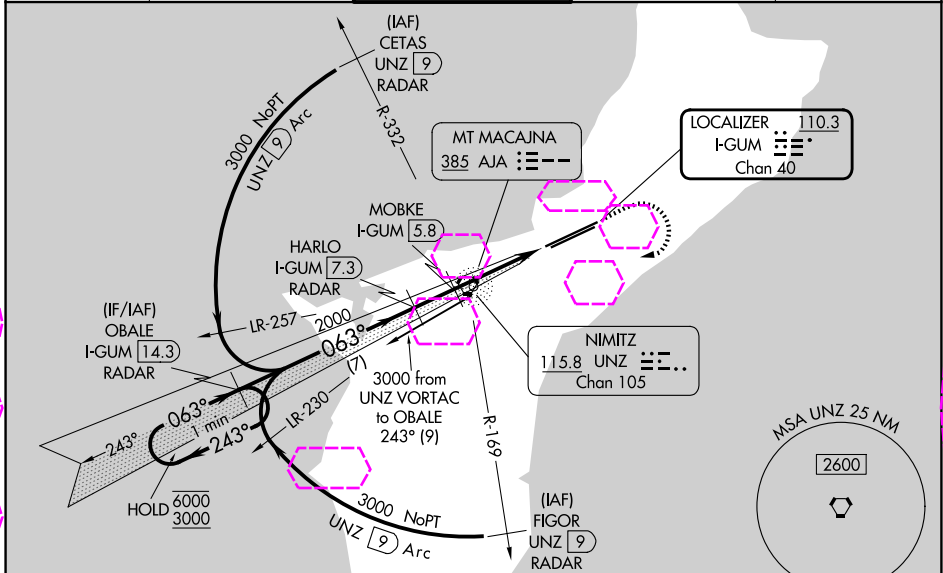 (IAF)
CETAS
UNZ 9
RADAR
3000 NoPT
UNZ 9 Arc
R-332
MT MACAJNA
385 AJA
LOCALIZER 110.3
I-GUM
Chan 40
MOBKE
I-GUM 5.8
HARLO
I-GUM 7.3
RADAR
(IF/IAF)
OBALE
I-GUM 14.3
RADAR
LR-257
2000
063°
(7)
LR-230
3000 from
UNZ VORTAC
to OBALE
243° (9)
NIMITZ
115.8 UNZ
Chan 105
R-169
243°
063°
1 min
243°
HOLD 6000
3000
3000 NoPT
UNZ 9 Arc
(IAF)
FIGOR
UNZ 9
RADAR
MSA UNZ 25 NM
2600